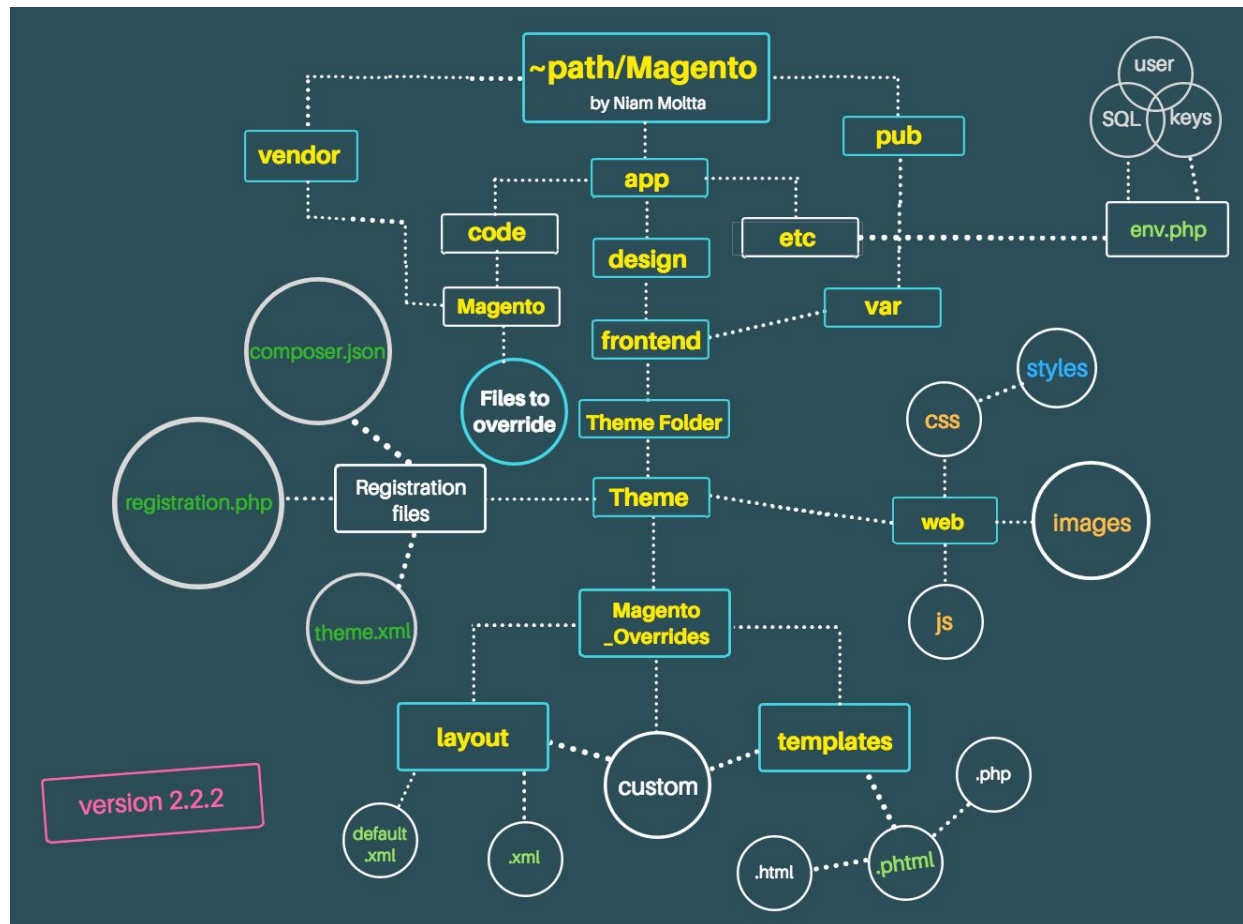 ~path/Magento
by Niam Moltta
user
SQL
keys
vendor
pub
app
code
etc
env.php
design
Magento
var
frontend
composer.json
styles
Files to
override
Theme Folder
css
Registration
files
registration.php
Theme
web
images
theme.xml
Magento
_Overrides
js
layout
templates
custom
version 2.2.2
.php
default
.xml
.xml
.html
.phtml